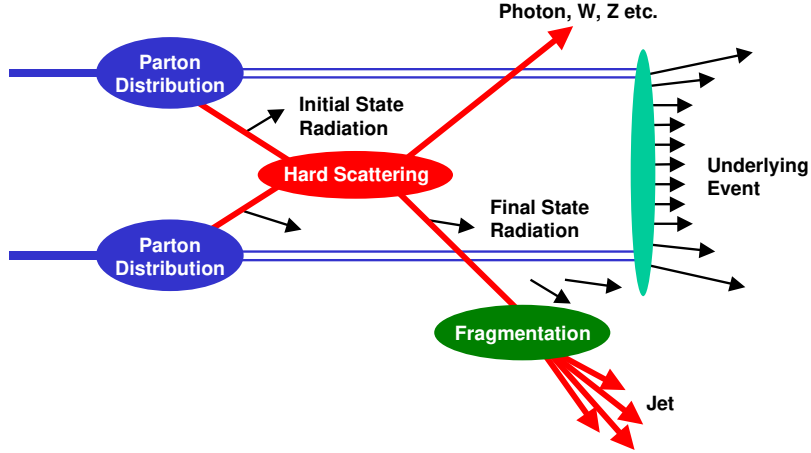 Photon, W, Z etc.
Parton
Distribution
Initial State
Radiation
Hard Scattering
Underlying
Event
Final State
Radiation
Parton
Distribution
Fragmentation
Jet